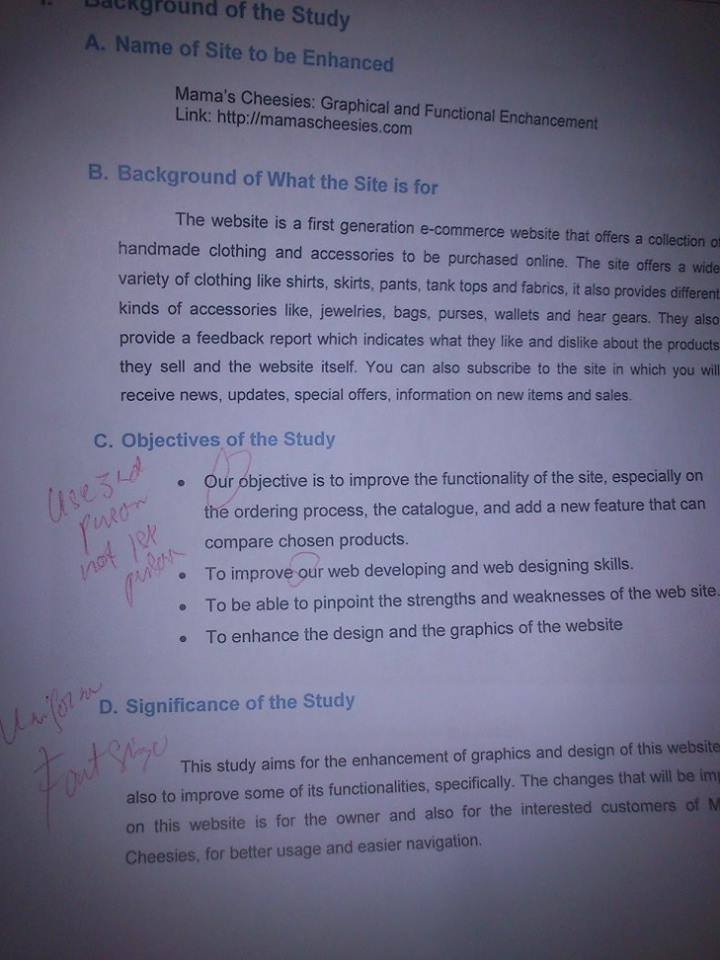 Background of the Study
A. Name of Site to be Enhanced
Mama's Cheesies: Graphical and Functional Enchancement
Link: http://mamascheesies.com
B. Background of What the Site is for
The website is a first generation e-commerce website that offers a collection of
handmade clothing and accessories to be purchased online. The site offers a wide
variety of clothing like shirts, skirts, pants, tank tops and fabrics, it also provides different
kinds of accessories like, jewelries, bags, purses, wallets and hear gears. They also
provide a feedback report which indicates what they like and dislike about the products
they sell and the website itself. You can also subscribe to the site in which you will
receive news, updates, special offers, information on new items and sales.
C. Objectives of the Study
use 3rd
person
not 1st
person
• Our objective is to improve the functionality of the site, especially on
the ordering process, the catalogue, and add a new feature that can
compare chosen products.
• To improve our web developing and web designing skills.
• To be able to pinpoint the strengths and weaknesses of the web site.
• To enhance the design and the graphics of the website
Uniform
Font Size
D. Significance of the Study
This study aims for the enhancement of graphics and design of this website
also to improve some of its functionalities, specifically. The changes that will be
on this website is for the owner and also for the interested customers of
Cheesies, for better usage and easier navigation.